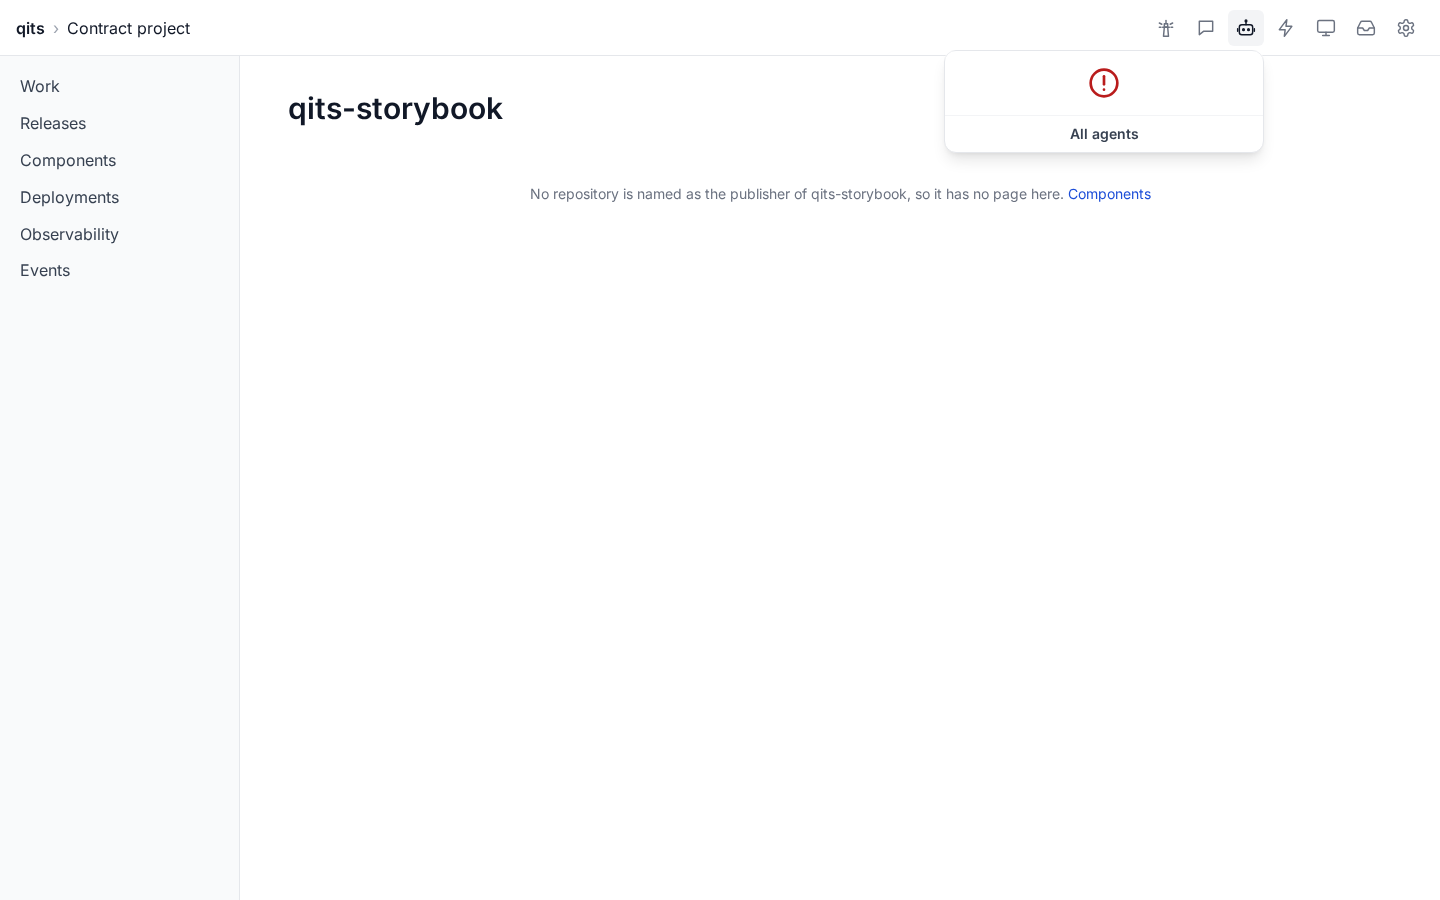 qits › Contract project
Work
Releases
Components
Deployments
Observability
Events
qits-storybook
All agents
No repository is named as the publisher of qits-storybook, so it has no page here. Components